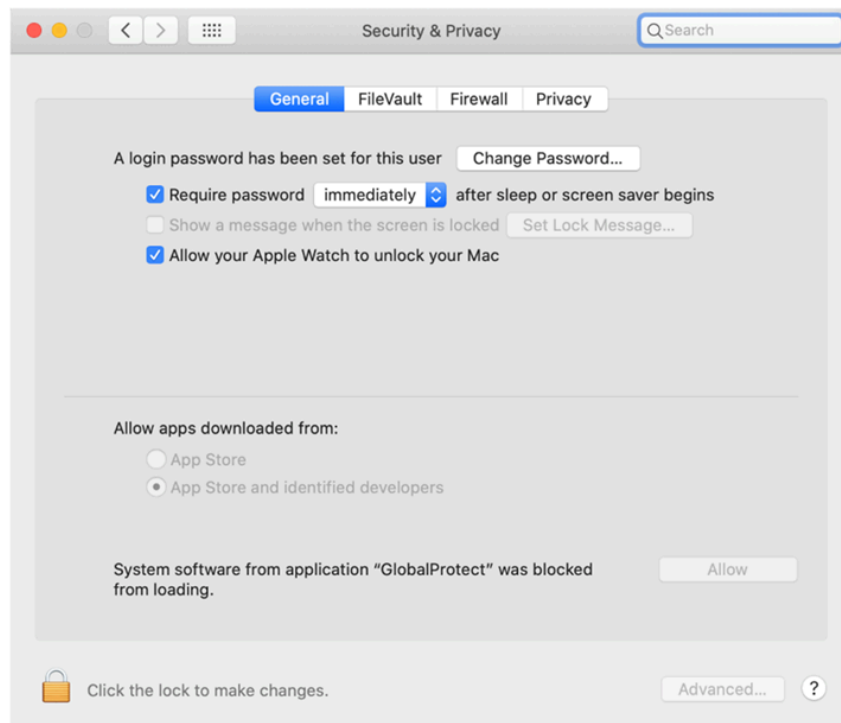 Security & Privacy
Search
General FileVault Firewall Privacy
A login password has been set for this user Change Password...
Require password immediately after sleep or screen saver begins
Show a message when the screen is locked Set Lock Message...
Allow your Apple Watch to unlock your Mac
Allow apps downloaded from:
App Store
App Store and identified developers
System software from application “GlobalProtect” was blocked
from loading.
Allow
Click the lock to make changes.
Advanced... ?